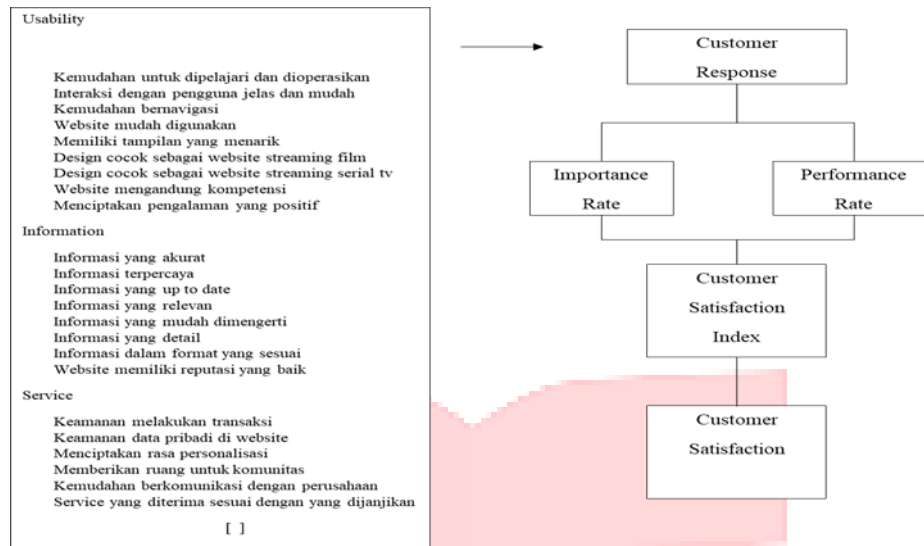 Usability
Kemudahan untuk dipelajari dan dioperasikan
Interaksi dengan pengguna jelas dan mudah
Kemudahan bernavigasi
Website mudah digunakan
Memiliki tampilan yang menarik
Design cocok sebagai website streaming film
Design cocok sebagai website streaming serial tv
Website mengandung kompetensi
Menciptakan pengalaman yang positif
Information
Informasi yang akurat
Informasi terpercaya
Informasi yang up to date
Informasi yang relevan
Informasi yang mudah dimengerti
Informasi yang detail
Informasi dalam format yang sesuai
Website memiliki reputasi yang baik
Service
Keamanan melakukan transaksi
Keamanan data pribadi di website
Menciptakan rasa personalisasi
Memberikan ruang untuk komunitas
Kemudahan berkomunikasi dengan perusahaan
Service yang diterima sesuai dengan yang dijanjikan
[ ]
Customer
Response
Importance
Rate
Performance
Rate
Customer
Satisfaction
Index
Customer
Satisfaction